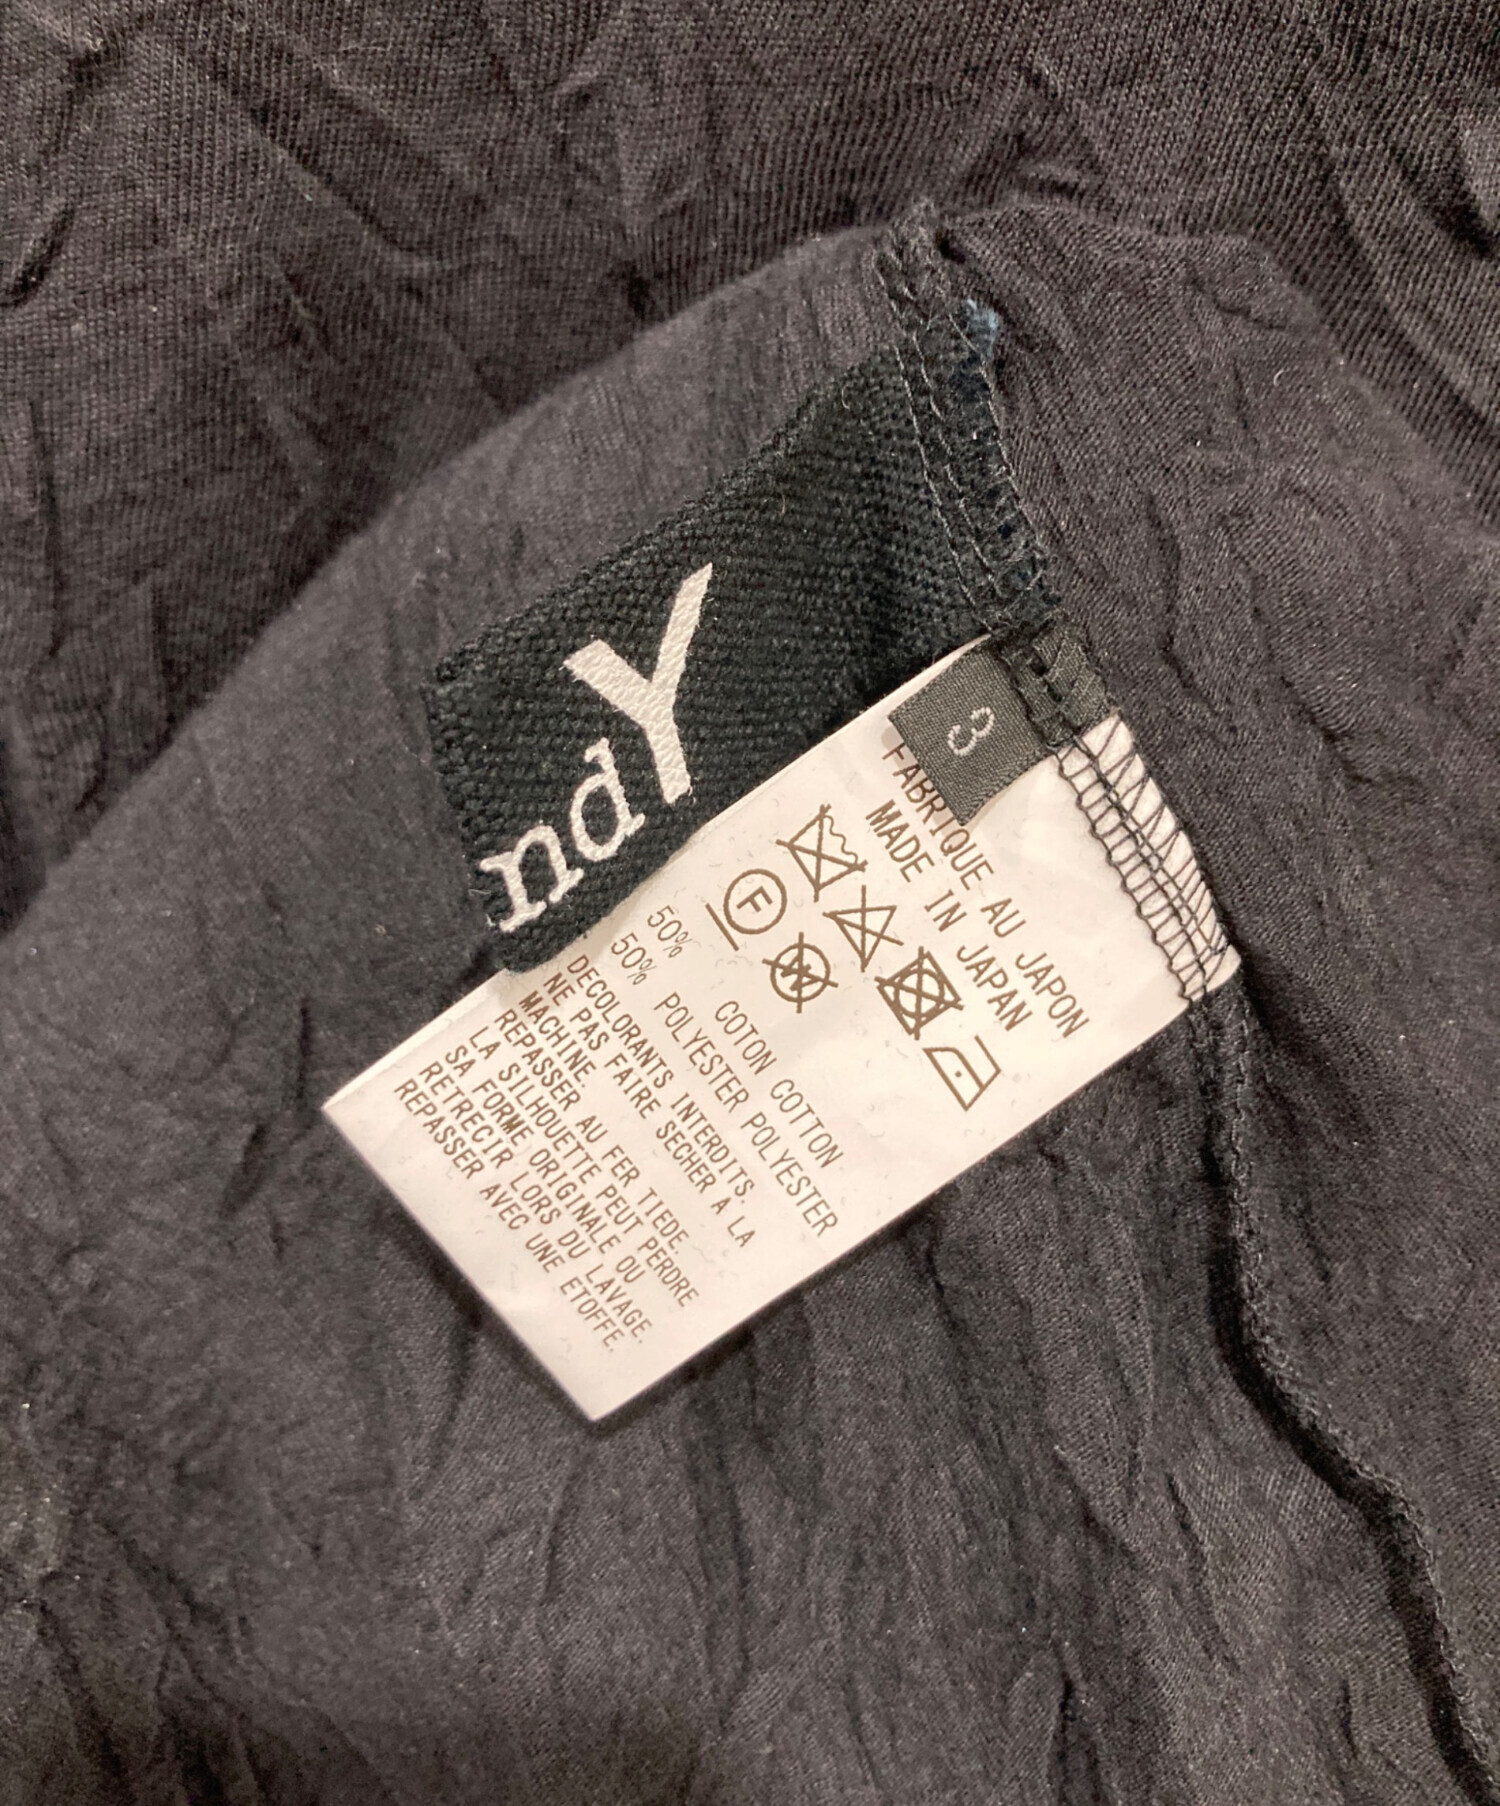 ndY
3
FABRIQUE AU JAPON
MADE IN JAPAN
F
W
50% COTON COTTON
50% POLYESTER POLYESTER
DECOLORANTS INTERDITS.
NE PAS FAIRE SECHER A LA
MACHINE.
REPASSER AU FER TIEDE.
LA SILHOUETTE PEUT PERDRE
SA FORME ORIGINALE OU
RETRECIR LORS DU LAVAGE.
REPASSER AVEC UNE ETOFFE.